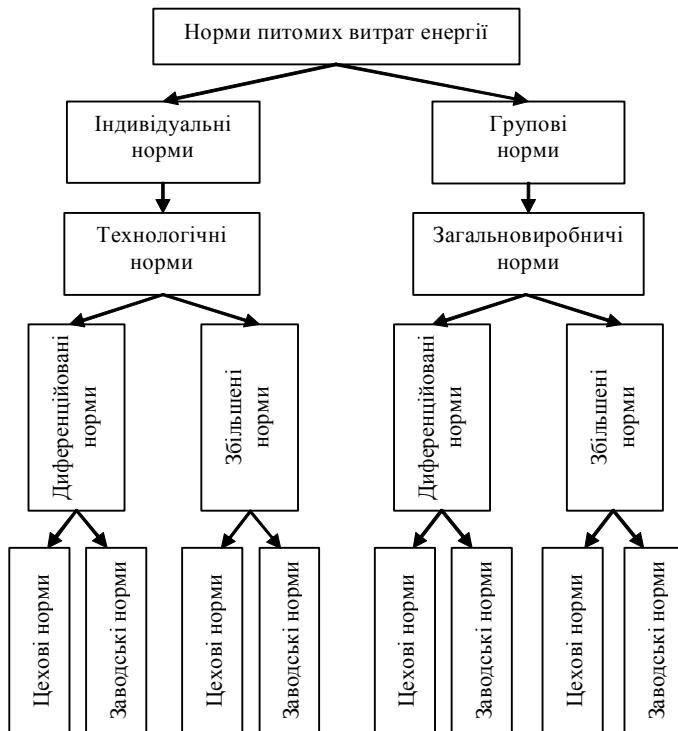 Норми питомих витрат енергії
Індивідуальні
норми
Групові
норми
Технологічні
норми
Загальновиробничі
норми
Диференційовані
норми
Збільшені
норми
Диференційовані
норми
Збільшені
норми
Цехові норми
Заводські норми
Цехові норми
Заводські норми
Цехові норми
Заводські норми
Цехові норми
Заводські норми